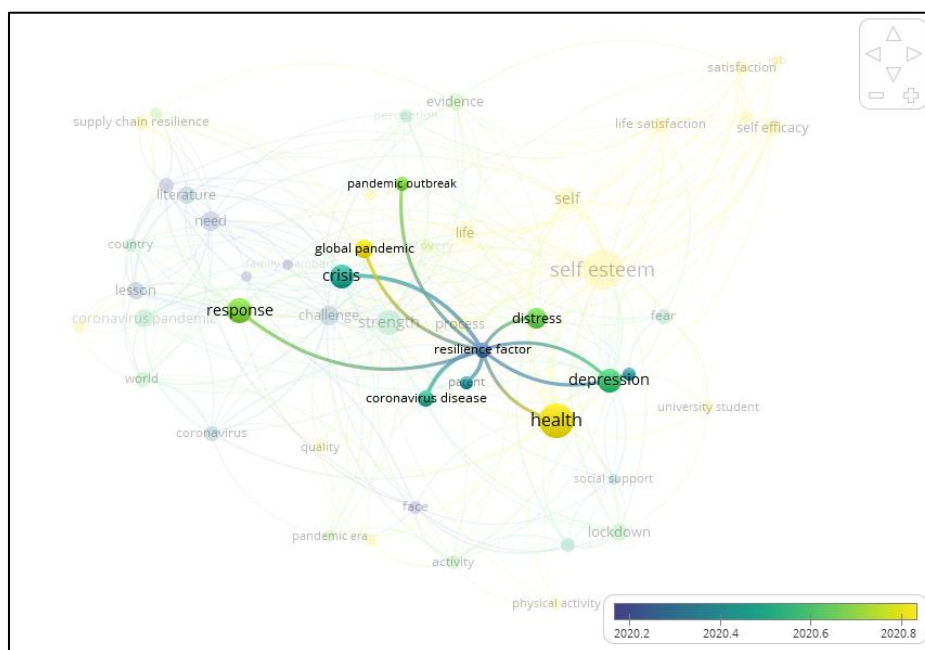 satisfaction
job
evidence
supply chain resilience
perception
life satisfaction
self efficacy
pandemic outbreak
literature
self
need
life
country
global pandemic
family member
crisis
self esteem
lesson
response
coronavirus pandemic
challenge
strength
process
distress
fear
resilience factor
world
parent
depression
coronavirus disease
university student
health
coronavirus
quality
social support
face
lockdown
pandemic era
activity
physical activity
2020.2
2020.4
2020.6
2020.8